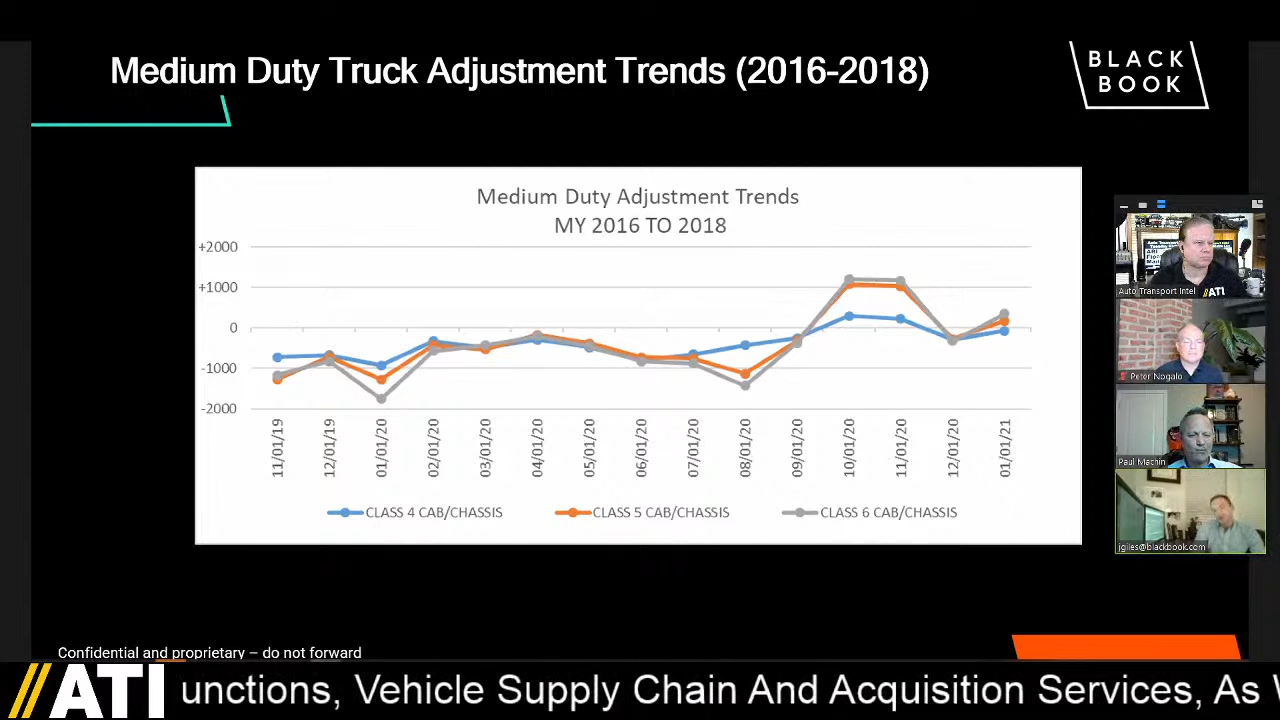 Medium Duty Truck Adjustment Trends (2016-2018)
BLACK
BOOK
Medium Duty Adjustment Trends
MY 2016 TO 2018
+2000
+1000
0
-1000
-2000
11/01/19
12/01/19
01/01/20
02/01/20
03/01/20
04/01/20
05/01/20
06/01/20
07/01/20
08/01/20
09/01/20
10/01/20
11/01/20
12/01/20
01/01/21
CLASS 4 CAB/CHASSIS
CLASS 5 CAB/CHASSIS
CLASS 6 CAB/CHASSIS
ATI
Auto Transport Intel
Peter Nogalo
Paul Machin
jgiles@blackbook.com
Confidential and proprietary – do not forward
//ATI
unctions, Vehicle Supply Chain And Acquisition Services, As